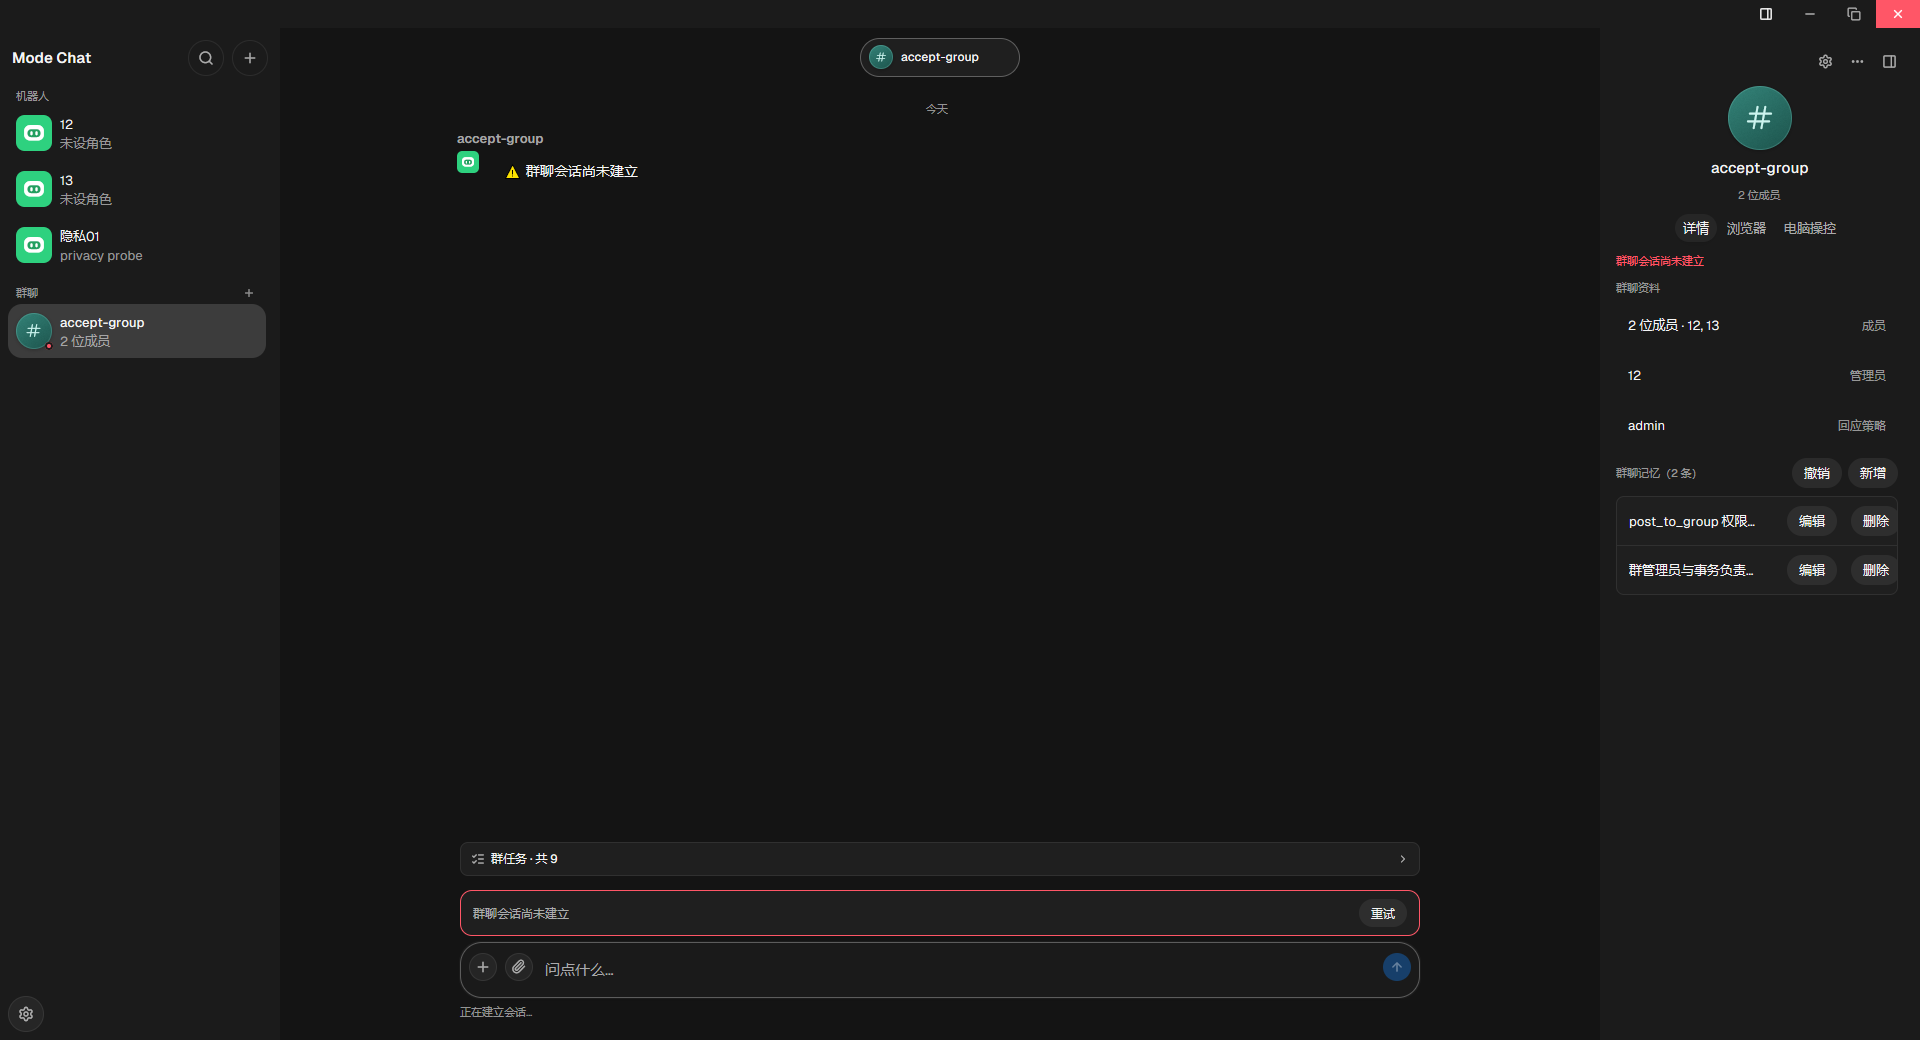 Mode Chat
机器人
12
未设角色
13
未设角色
隐私01
privacy probe
群聊
accept-group
2 位成员
accept-group
今天
accept-group
群聊会话尚未建立
群任务 · 共 9
群聊会话尚未建立
重试
问点什么...
正在建立会话...
accept-group
2 位成员
详情 浏览器 电脑操控
群聊会话尚未建立
群聊资料
2 位成员 · 12, 13 成员
12 管理员
admin 回应策略
群聊记忆（2 条） 撤销 新增
post_to_group 权限... 编辑 删除
群管理员与事务负责... 编辑 删除